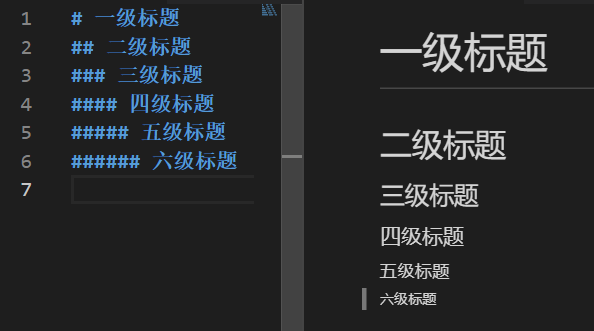 1 # 一级标题
2 ## 二级标题
3 ### 三级标题
4 #### 四级标题
5 ##### 五级标题
6 ###### 六级标题
7
一级标题
二级标题
三级标题
四级标题
五级标题
六级标题